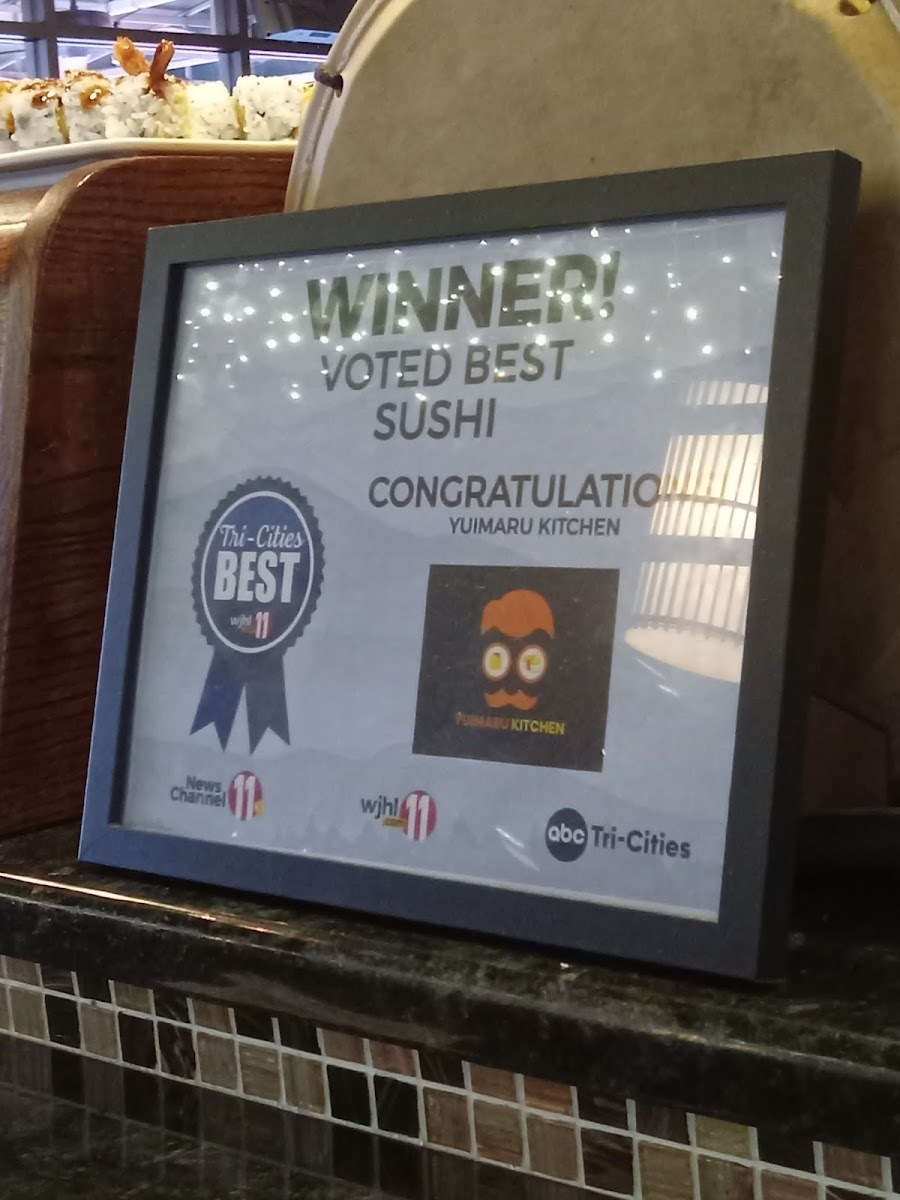 WINNER!
VOTED BEST
SUSHI
CONGRATULATIO
YUIMARU KITCHEN
Tri-Cities
BEST
wjhl 11
YUIMARU KITCHEN
News
Channel 11
wjhl 11
.com
abc Tri-Cities